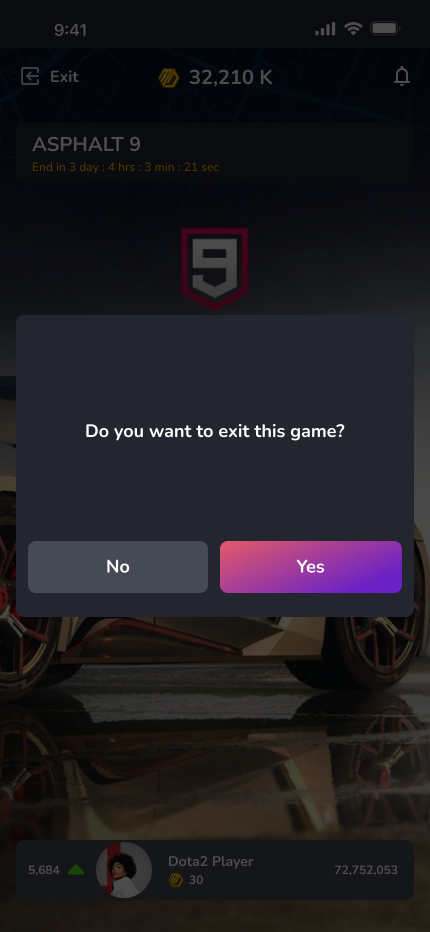 9:41
Exit
32,210 K
ASPHALT 9
End in 3 day : 4 hrs : 3 min : 21 sec
9
Do you want to exit this game?
No
Yes
5,684
Dota2 Player
30
72,752,053